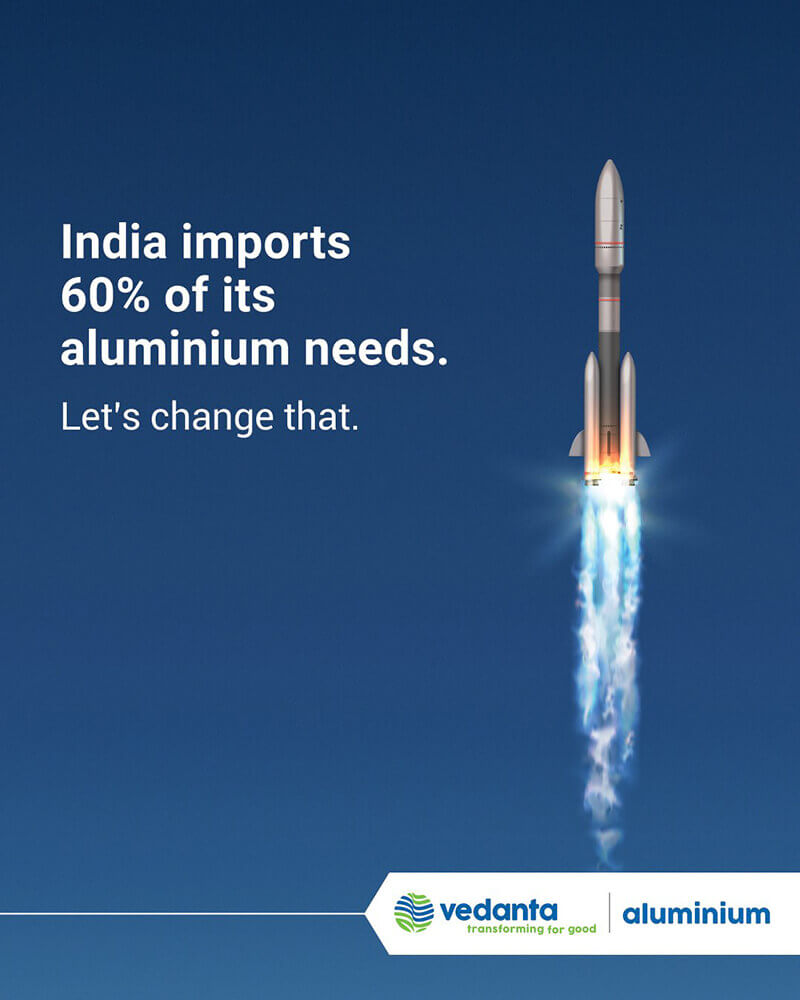 India imports
60% of its
aluminium needs.
Let's change that.
vedanta
transforming for good
aluminium